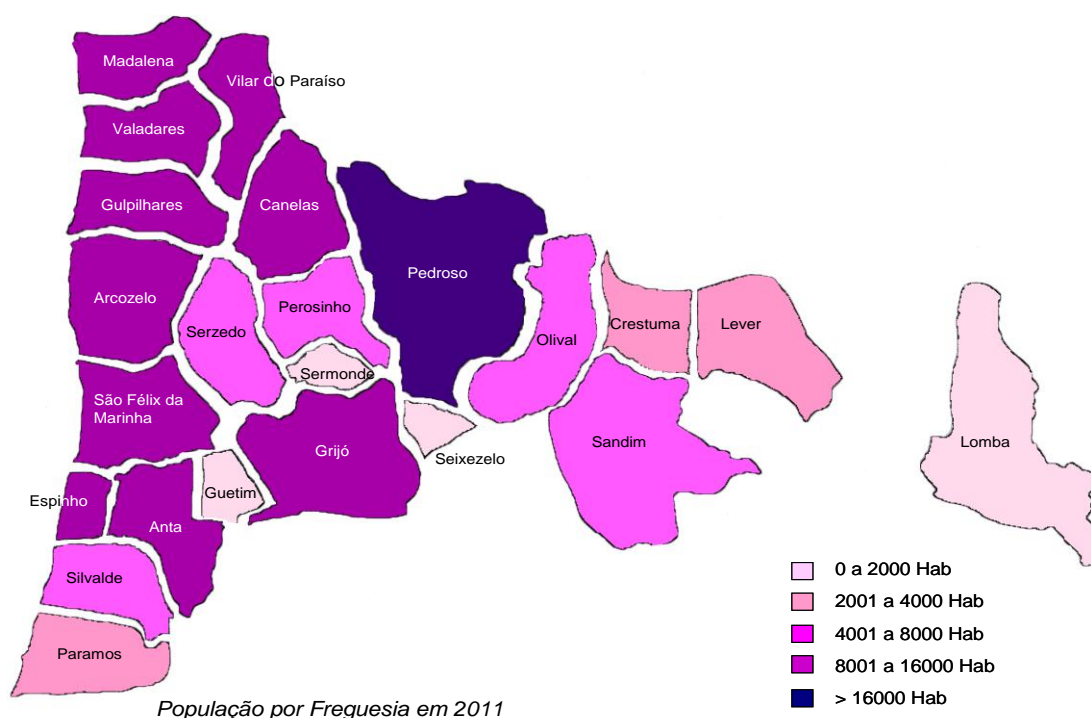 Madalena
Vilar do Paraíso
Valadares
Gulpilhares
Canelas
Pedroso
Arcozelo
Perosinho
Serzedo
Olival
Crestuma
Lever
Sermonde
São Félix da
Marinha
Grijó
Seixezelo
Sandim
Lomba
Guetim
Espinho
Anta
Silvalde
Paramos
0 a 2000 Hab
2001 a 4000 Hab
4001 a 8000 Hab
8001 a 16000 Hab
> 16000 Hab
População por Freguesia em 2011